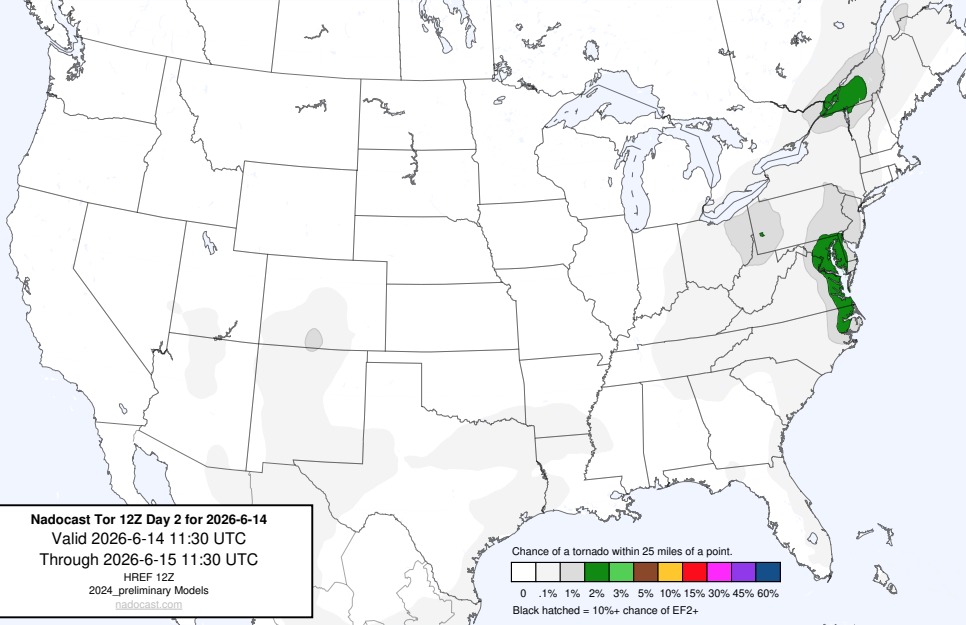 Nadocast Tor 12Z Day 2 for 2026-6-14
Valid 2026-6-14 11:30 UTC
Through 2026-6-15 11:30 UTC
HREF 12Z
2024_preliminary Models
nadocast.com
Chance of a tornado within 25 miles of a point.
0 .1% 1% 2% 3% 5% 10% 15% 30% 45% 60%
Black hatched = 10%+ chance of EF2+